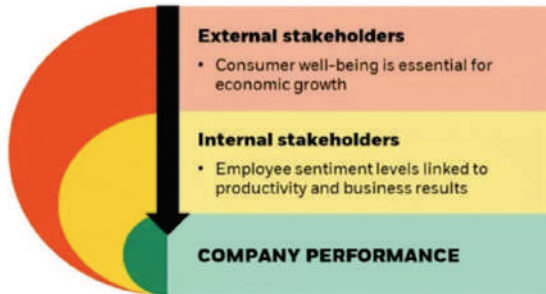 External stakeholders
• Consumer well-being is essential for
economic growth
Internal stakeholders
• Employee sentiment levels linked to
productivity and business results
COMPANY PERFORMANCE